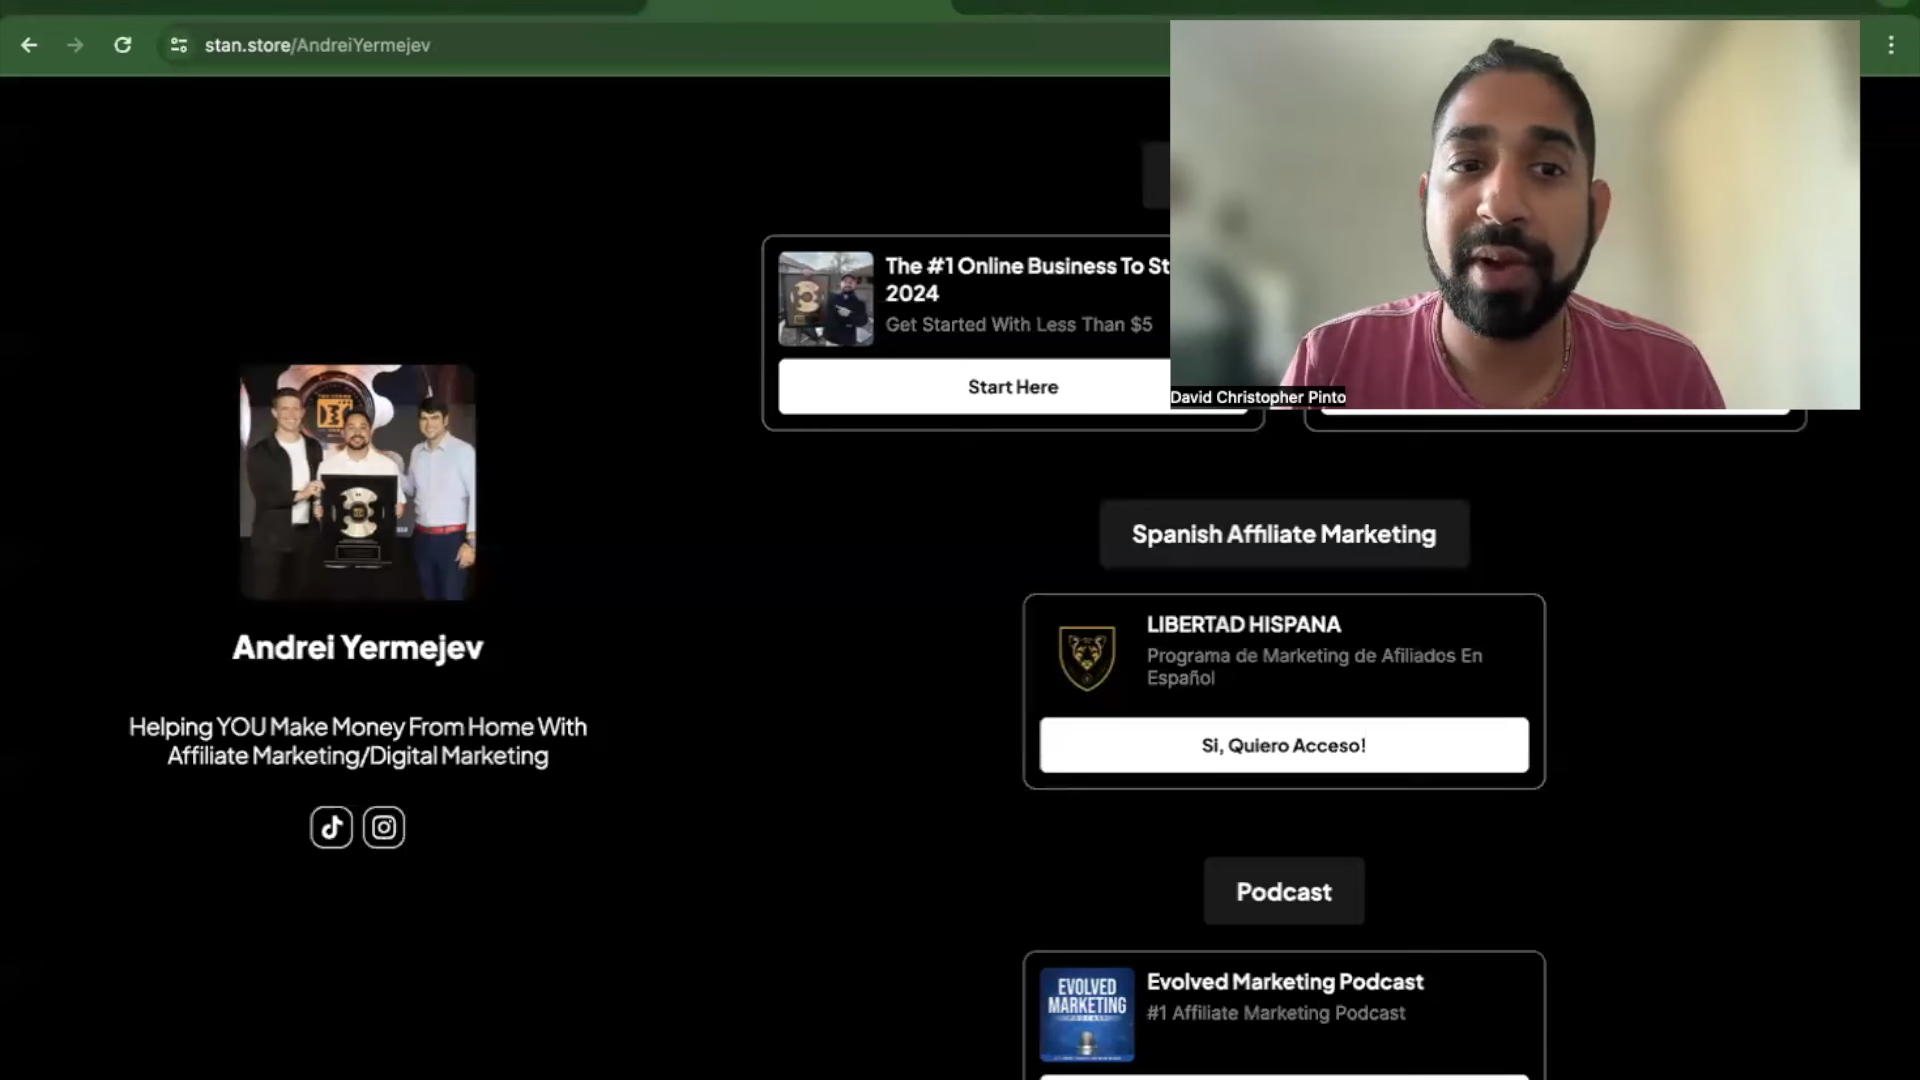 stan.store/AndreiYermejev
David Christopher Pinto
The #1 Online Business To St
2024
Get Started With Less Than $5
Start Here
Andrei Yermejev
Helping YOU Make Money From Home With
Affiliate Marketing/Digital Marketing
Spanish Affiliate Marketing
LIBERTAD HISPANA
Programa de Marketing de Afiliados En
Español
Si, Quiero Acceso!
Podcast
EVOLVED
MARKETING
PODCAST
Evolved Marketing Podcast
#1 Affiliate Marketing Podcast